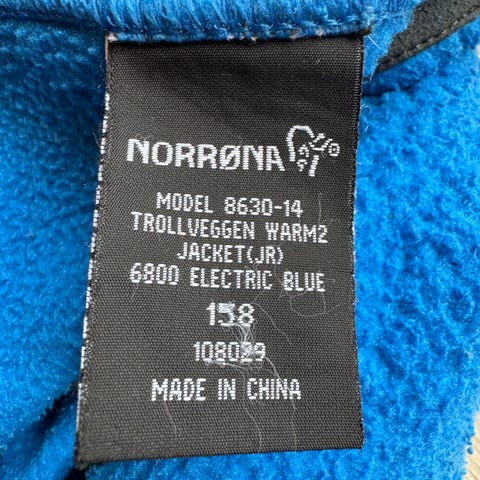 NORRØNA
MODEL 8630-14
TROLLVEGGEN WARM2
JACKET(JR)
6800 ELECTRIC BLUE
158
108029
MADE IN CHINA